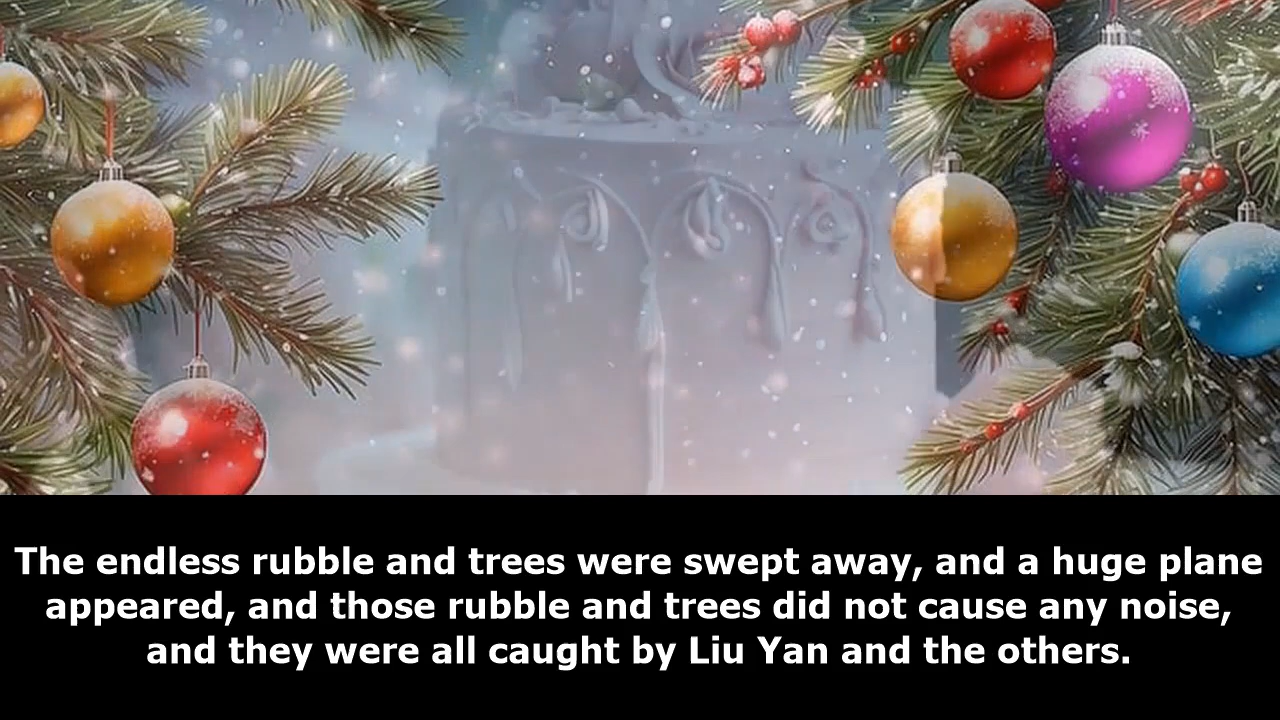 The endless rubble and trees were swept away, and a huge plane
appeared, and those rubble and trees did not cause any noise,
and they were all caught by Liu Yan and the others.